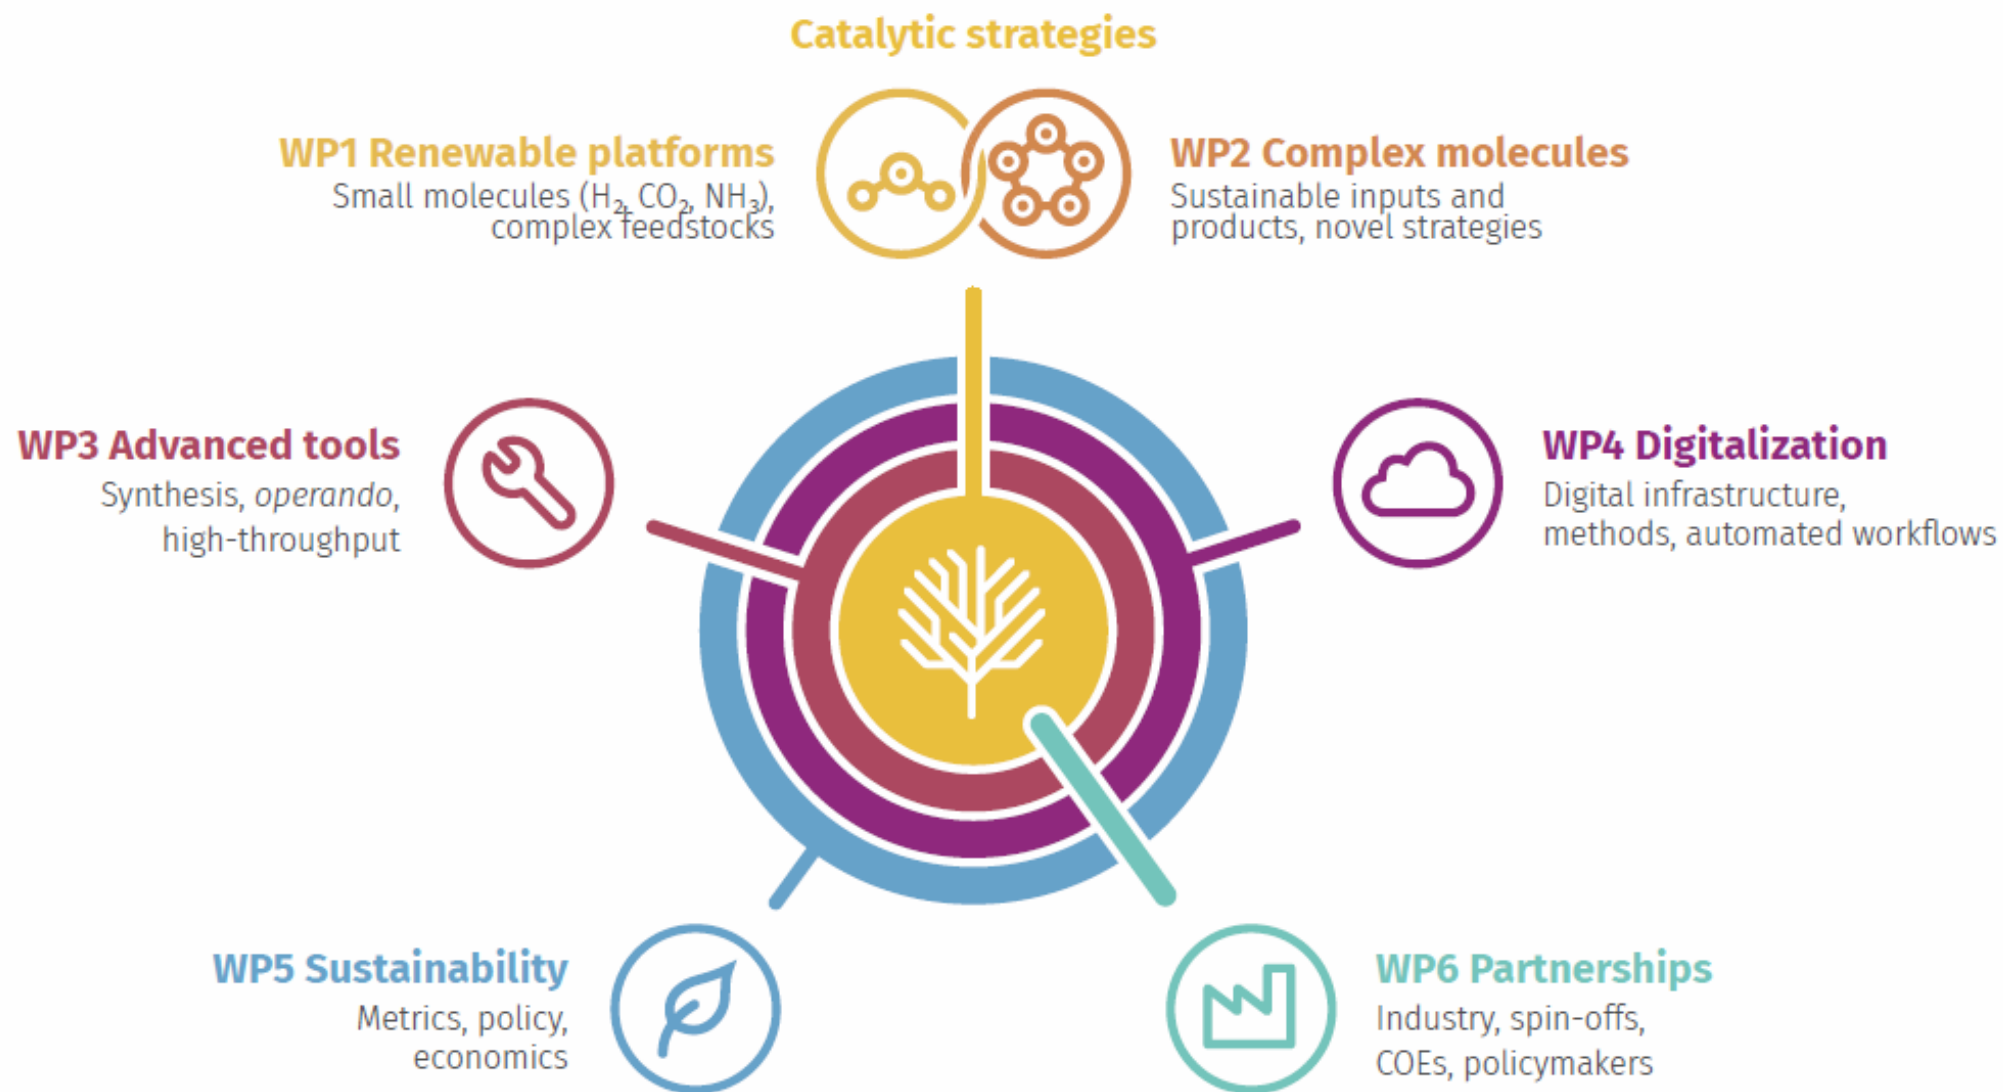 Catalytic strategies
WP1 Renewable platforms
Small molecules (H₂, CO₂, NH₃),
complex feedstocks
WP2 Complex molecules
Sustainable inputs and
products, novel strategies
WP3 Advanced tools
Synthesis, operando,
high-throughput
WP4 Digitalization
Digital infrastructure,
methods, automated workflows
WP5 Sustainability
Metrics, policy,
economics
WP6 Partnerships
Industry, spin-offs,
COEs, policymakers